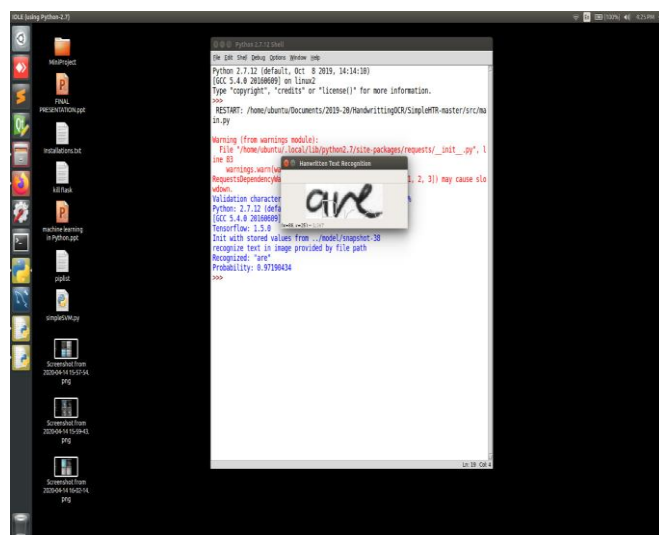 IDLE (using Python-2.7)
(100%) 4:25 PM
MiniProject
FINAL
PRESENTATION.ppt
Installations.txt
kill flask
machine learning
in Python.ppt
piplist
simpleSVM.py
Screenshot from
2020-04-14 15-57-54.
png
Screenshot from
2020-04-14 15-59-43.
png
Screenshot from
2020-04-14 16-02-14.
png
Python 2.7.12 Shell
File Edit Shell Debug Options Window Help
Python 2.7.12 (default, Oct 8 2019, 14:14:10)
[GCC 5.4.0 20160609] on linux2
Type "copyright", "credits" or "license()" for more information.
>>>
RESTART: /home/ubuntu/Documents/2019-20/HandwrittingOCR/SimpleHTR-master/src/ma
in.py
Warning (from warnings module):
File "/home/ubuntu/.local/lib/python2.7/site-packages/requests/__init__.py", l
ine 83
warnings.warn(wa
RequestsDependencyWa 1, 2, 3]) may cause slo
wdown.
Validation character %
Python: 2.7.12 (defa
[GCC 5.4.0 20160609]
Tensorflow: 1.5.0
Init with stored values from ../model/snapshot-38
recognize text in image provided by file path
Recognized: "are"
Probability: 0.97190434
>>>
Hanwritten Text Recognition
are
Ln: 19 Col: 4